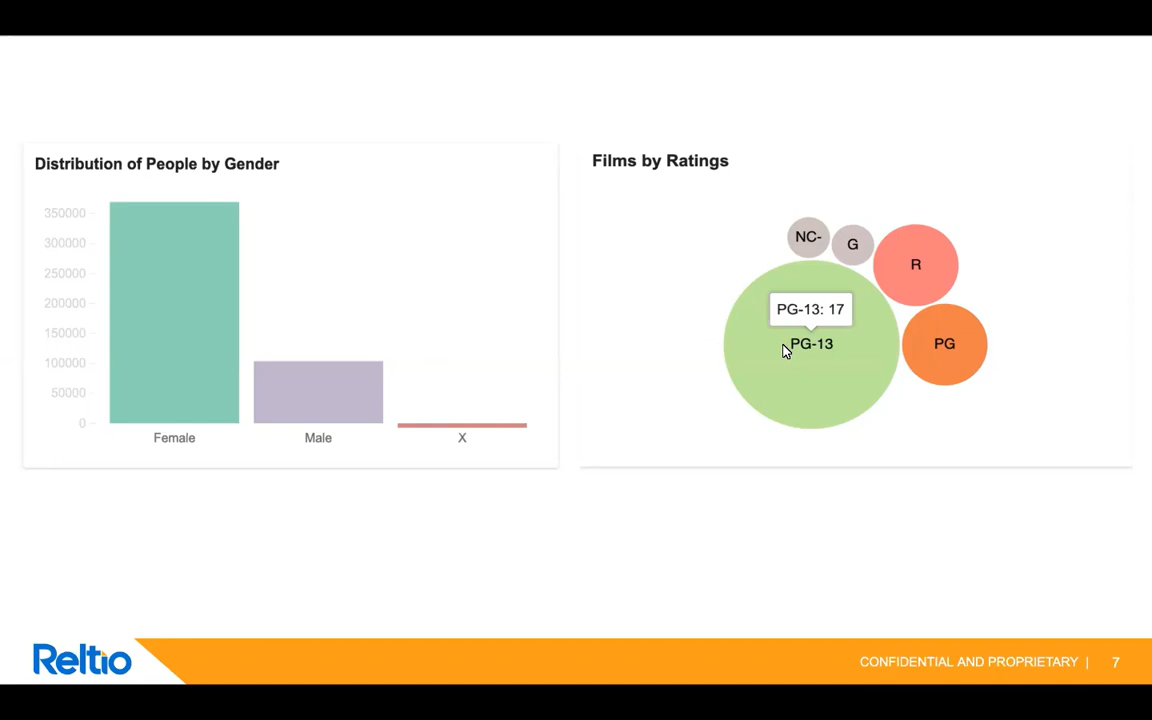 Distribution of People by Gender
350000
300000
250000
200000
150000
100000
50000
0
Female Male X
Films by Ratings
NC-
G
R
PG-13: 17
PG-13
PG
Reltio
CONFIDENTIAL AND PROPRIETARY | 7